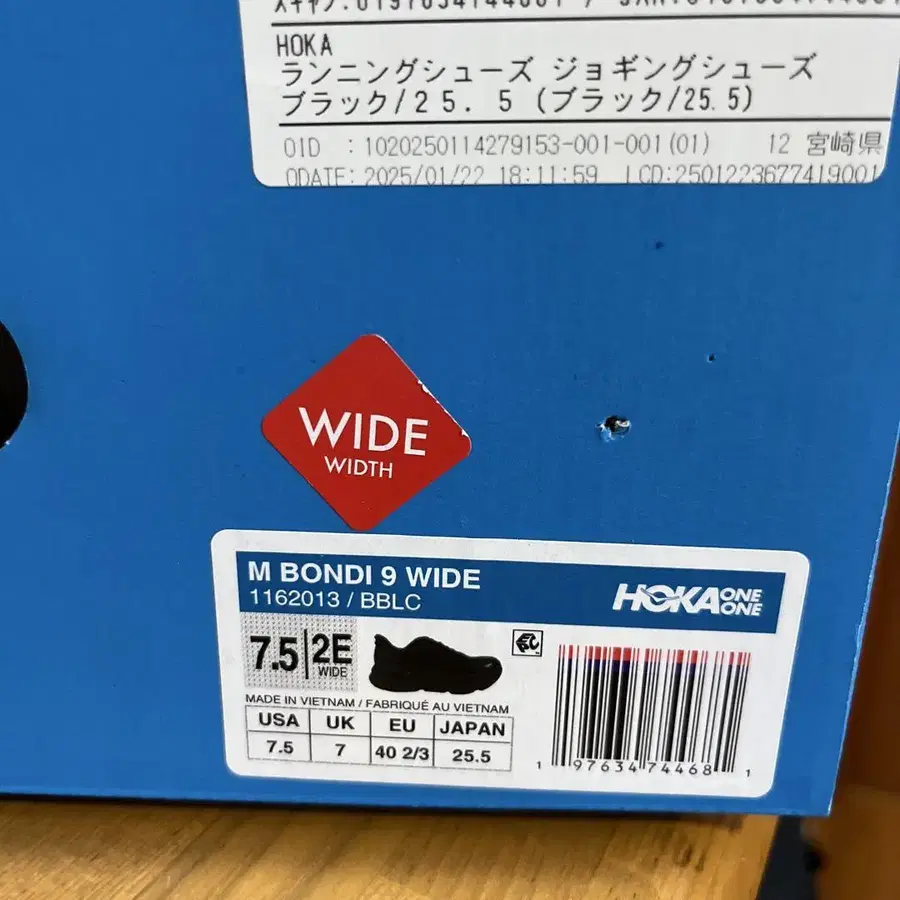 HOKA
ランニングシューズ ジョギングシューズ
ブラック/25.5 (ブラック/25.5)
OID : 1020250114279153-001-001(01) 12 宮崎県
ODATE: 2025/01/22 18:11:59 LCD:2501223677419001
WIDE
WIDTH
M BONDI 9 WIDE
1162013 / BBLC
HOKA ONE ONE
7.5 2E WIDE
MADE IN VIETNAM / FABRIQUÉ AU VIETNAM
USA UK EU JAPAN
7.5 7 40 2/3 25.5
1 97634 74468 1